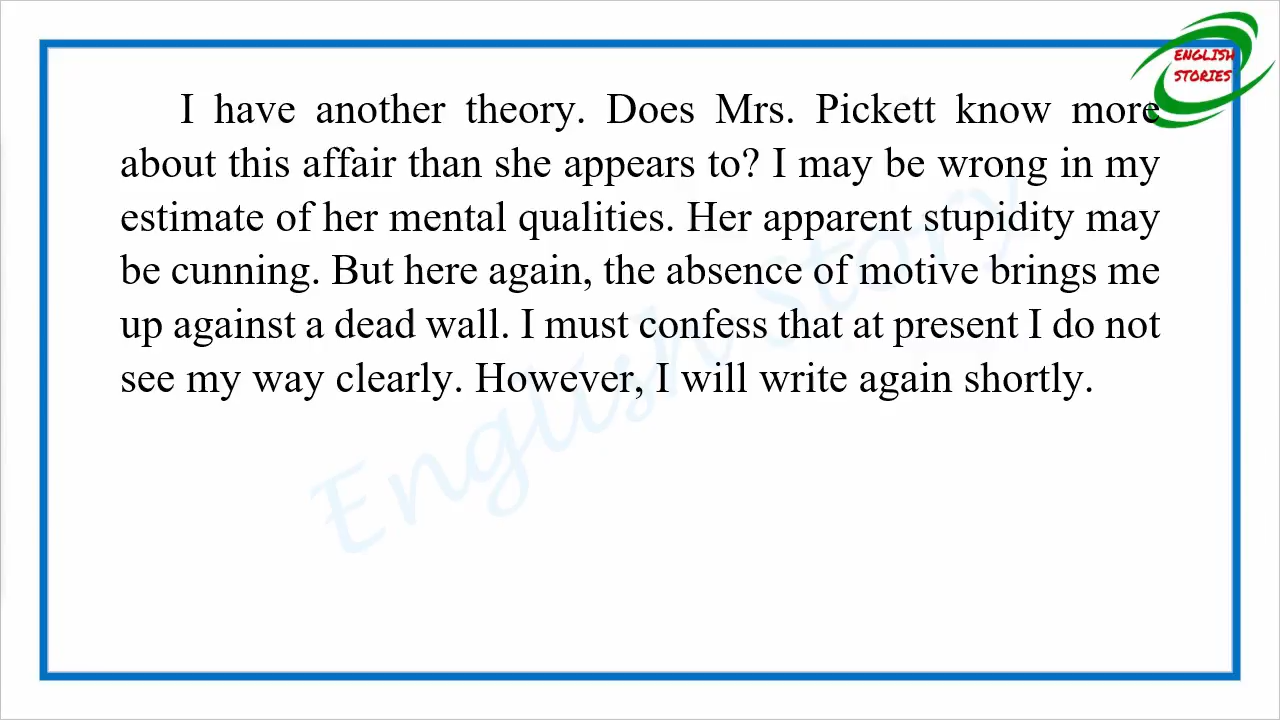 ENGLISH
STORIES
I have another theory. Does Mrs. Pickett know more
about this affair than she appears to? I may be wrong in my
estimate of her mental qualities. Her apparent stupidity may
be cunning. But here again, the absence of motive brings me
up against a dead wall. I must confess that at present I do not
see my way clearly. However, I will write again shortly.
English Story